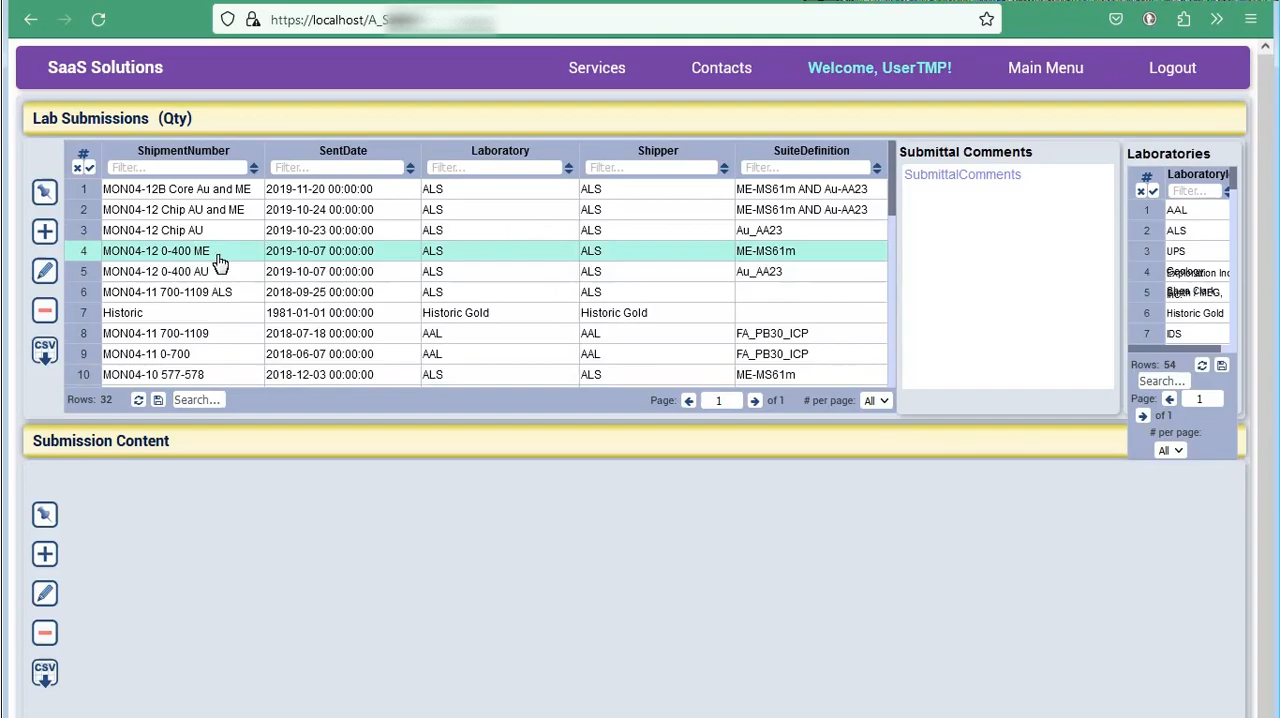 https://localhost/A_S
SaaS Solutions Services Contacts Welcome, UserTMP! Main Menu Logout
Lab Submissions (Qty)
# ShipmentNumber SentDate Laboratory Shipper SuiteDefinition
Filter... Filter... Filter... Filter... Filter...
1 MON04-12B Core Au and ME 2019-11-20 00:00:00 ALS ALS ME-MS61m AND Au-AA23
2 MON04-12 Chip AU and ME 2019-10-24 00:00:00 ALS ALS ME-MS61m AND Au-AA23
3 MON04-12 Chip AU 2019-10-23 00:00:00 ALS ALS Au_AA23
4 MON04-12 0-400 ME 2019-10-07 00:00:00 ALS ALS ME-MS61m
5 MON04-12 0-400 AU 2019-10-07 00:00:00 ALS ALS Au_AA23
6 MON04-11 700-1109 ALS 2018-09-25 00:00:00 ALS ALS
7 Historic 1981-01-01 00:00:00 Historic Gold Historic Gold
8 MON04-11 700-1109 2018-07-18 00:00:00 AAL AAL FA_PB30_ICP
9 MON04-11 0-700 2018-06-07 00:00:00 AAL AAL FA_PB30_ICP
10 MON04-10 577-578 2018-12-03 00:00:00 ALS ALS ME-MS61m
Rows: 32 Search... Page: 1 of 1 # per page: All
Submittal Comments
SubmittalComments
Laboratories
# LaboratoryI
Filter...
1 AAL
2 ALS
3 UPS
4 Exploration Inc
5
6 Historic Gold
7 IDS
Rows: 54
Search...
Page: 1
of 1
# per page:
All
CSV
Submission Content
CSV